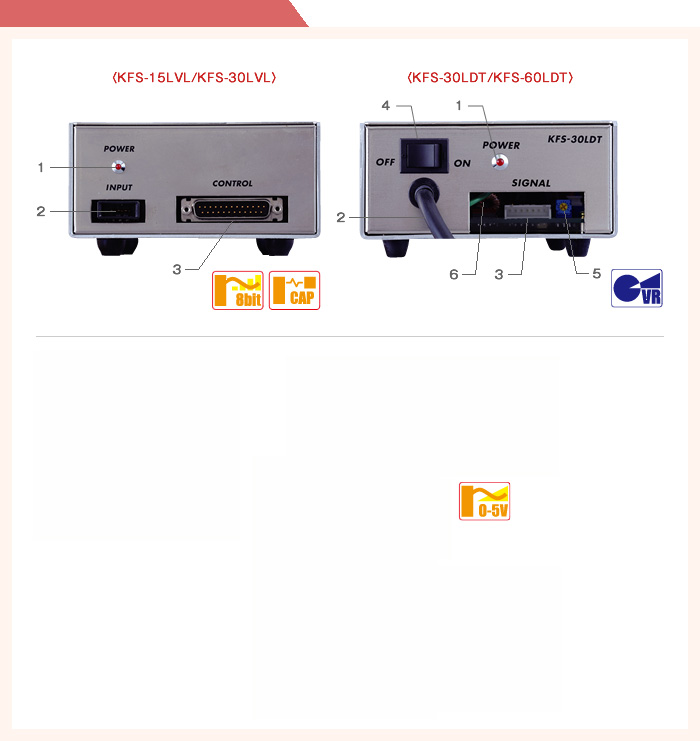 〈KFS-15LVL/KFS-30LVL〉
POWER
1
INPUT
CONTROL
2
3
8bit
CAP
〈KFS-30LDT/KFS-60LDT〉
4
1
POWER
KFS-30LDT
OFF
ON
SIGNAL
2
6
3
5
VR
0-5V